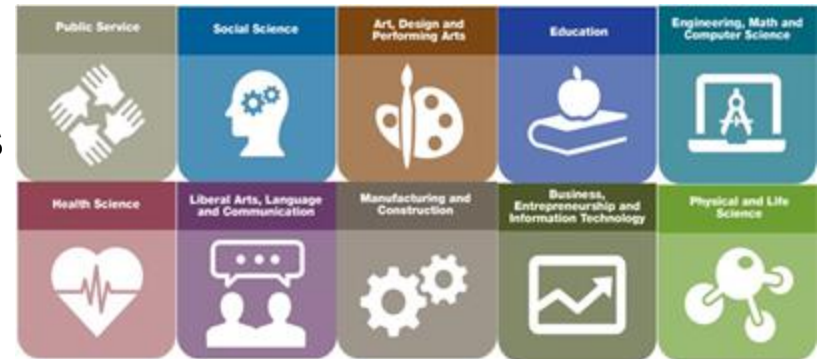 Public Service
Social Science
Art, Design and
Performing Arts
Education
Engineering, Math and
Computer Science
s
Health Science
Liberal Arts, Language
and Communication
Manufacturing and
Construction
Business,
Entrepreneurship and
Information Technology
Physical and Life
Science